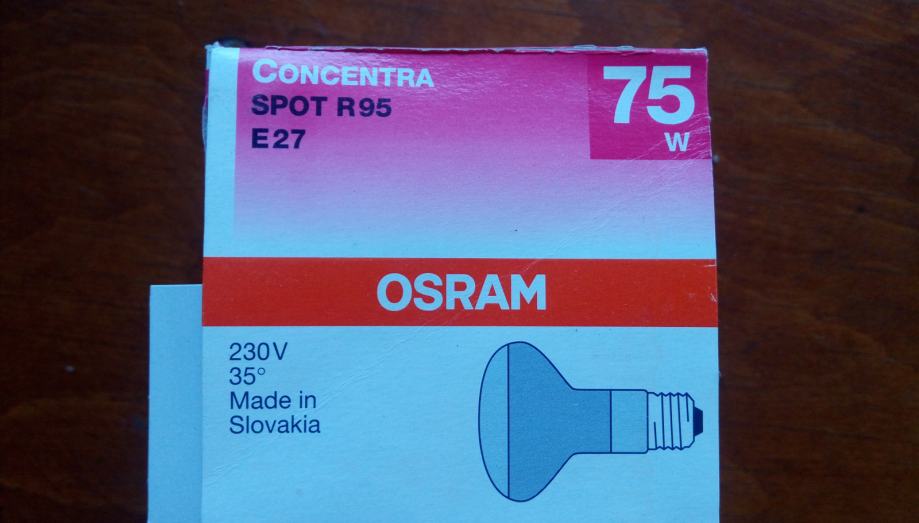 CONCENTRA
SPOT R95
E27
75
W
OSRAM
230V
35°
Made in
Slovakia